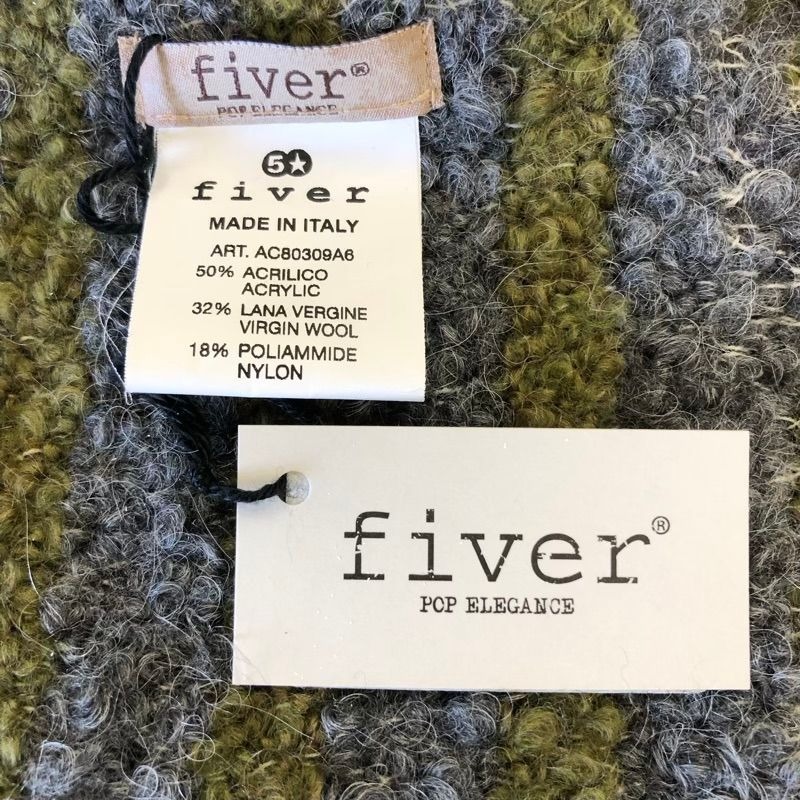 fiver®
POP ELEGANCE
5★
fiver
MADE IN ITALY
ART. AC80309A6
50% ACRILICO
ACRYLIC
32% LANA VERGINE
VIRGIN WOOL
18% POLIAMMIDE
NYLON
fiver®
POP ELEGANCE